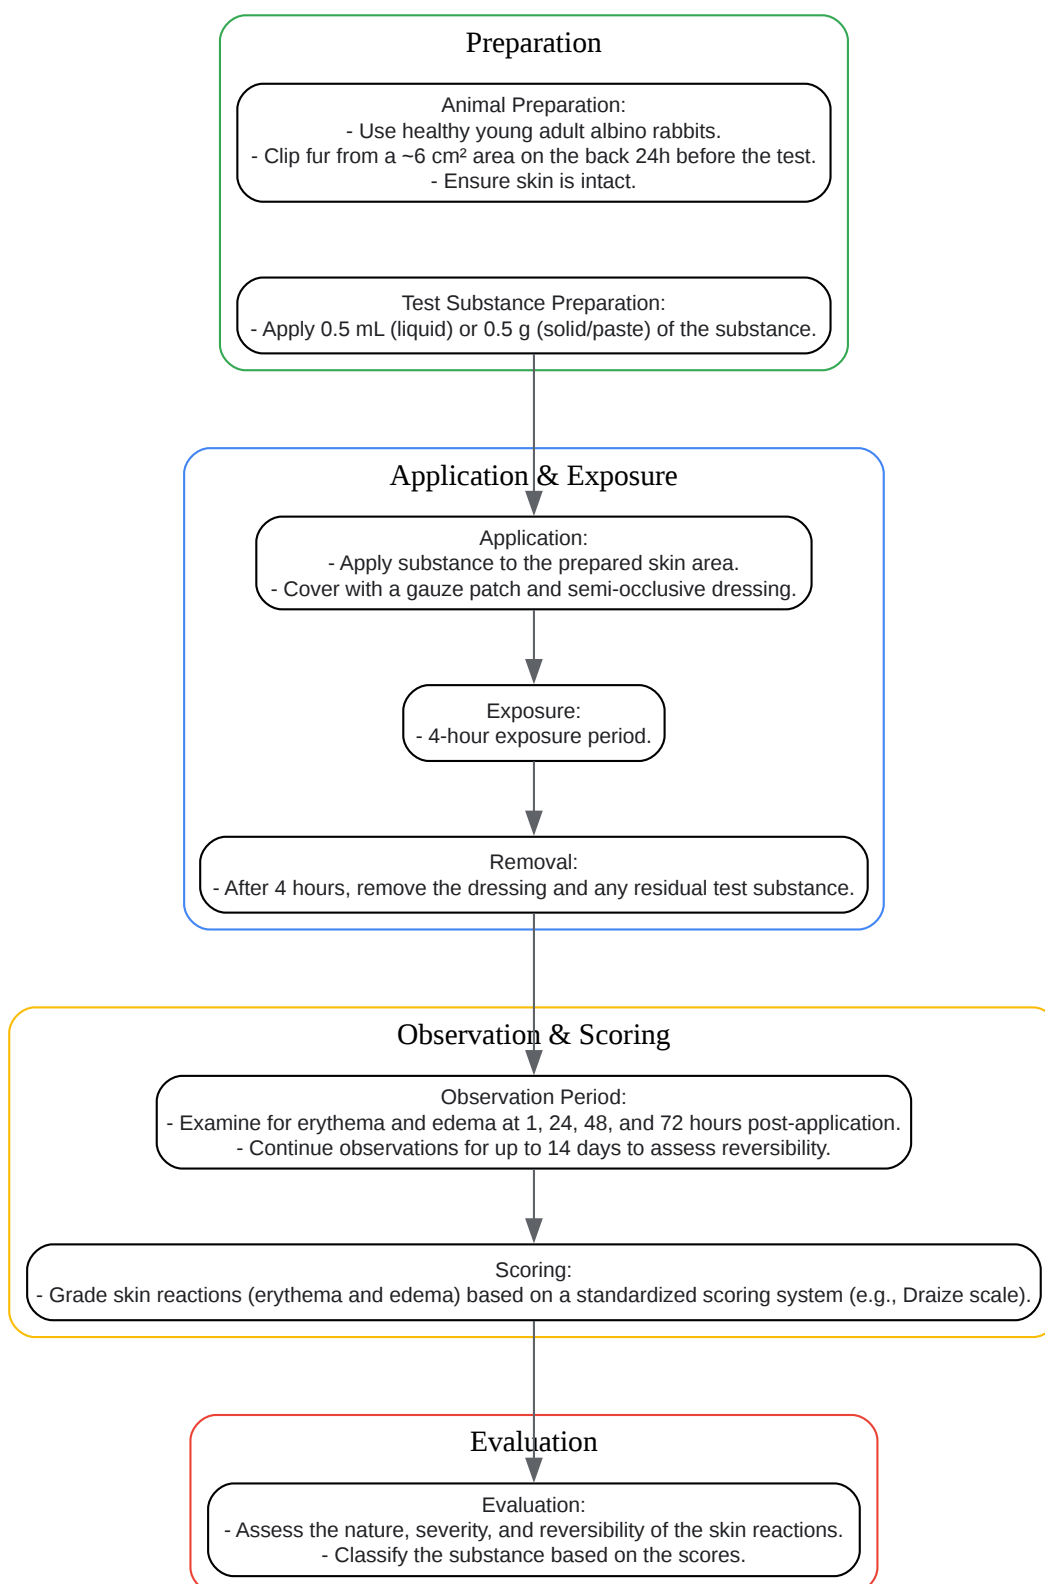 Preparation
Animal Preparation:
- Use healthy young adult albino rabbits.
- Clip fur from a ~6 cm² area on the back 24h before the test.
- Ensure skin is intact.
Test Substance Preparation:
- Apply 0.5 mL (liquid) or 0.5 g (solid/paste) of the substance.
Application & Exposure
Application:
- Apply substance to the prepared skin area.
- Cover with a gauze patch and semi-occlusive dressing.
Exposure:
- 4-hour exposure period.
Removal:
- After 4 hours, remove the dressing and any residual test substance.
Observation & Scoring
Observation Period:
- Examine for erythema and edema at 1, 24, 48, and 72 hours post-application.
- Continue observations for up to 14 days to assess reversibility.
Scoring:
- Grade skin reactions (erythema and edema) based on a standardized scoring system (e.g., Draize scale).
Evaluation
Evaluation:
- Assess the nature, severity, and reversibility of the skin reactions.
- Classify the substance based on the scores.